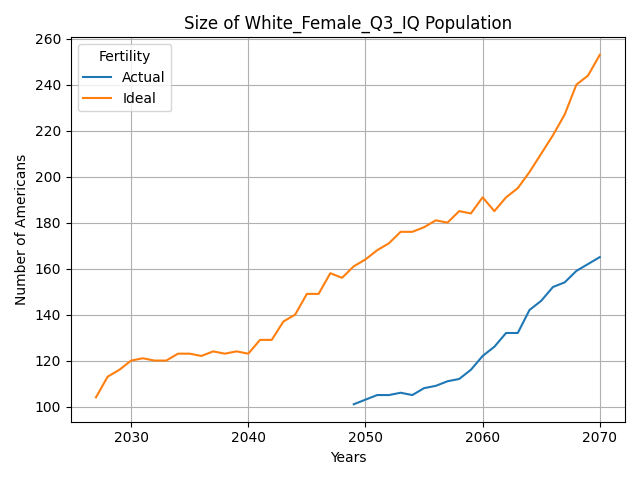 Size of White_Female_Q3_IQ Population
Fertility
Actual
Ideal
Number of Americans
260
240
220
200
180
160
140
120
100
2030 2040 2050 2060 2070
Years